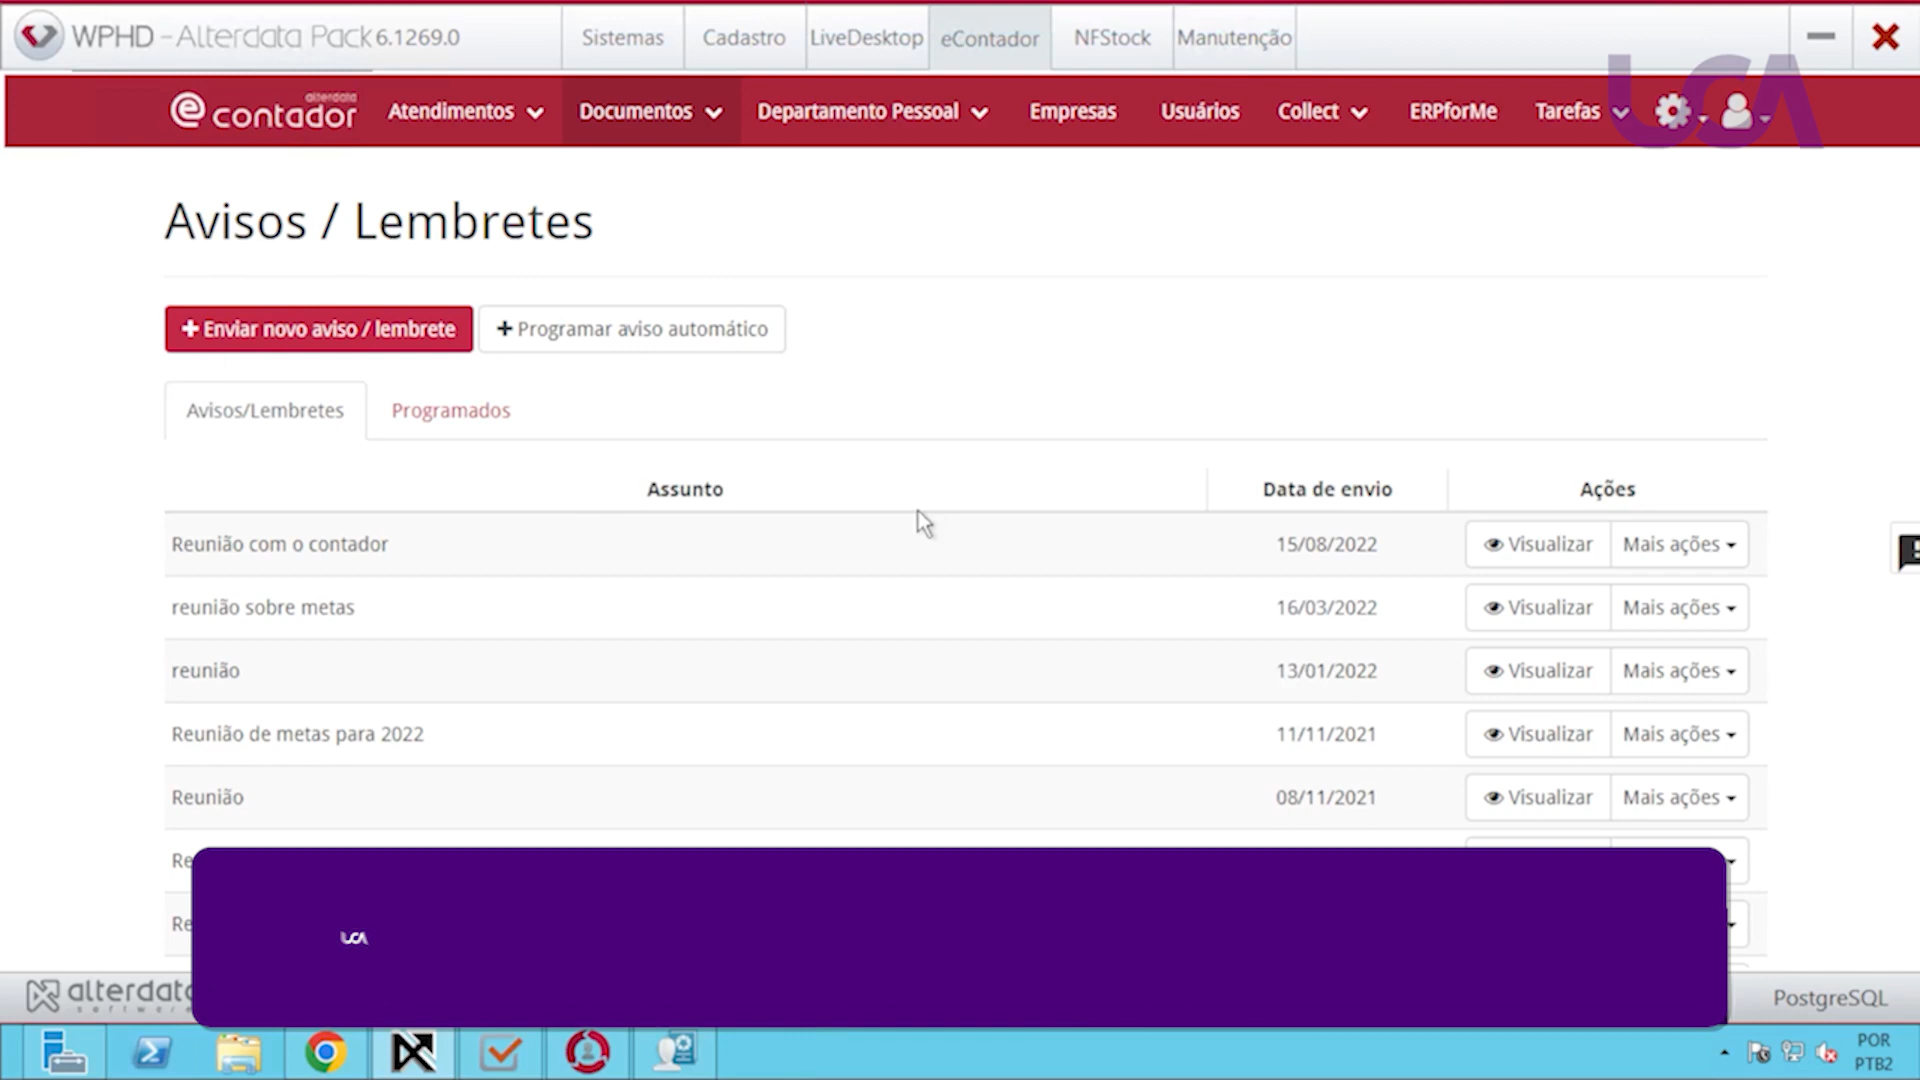 WPHD - Alterdata Pack 6.1269.0
Sistemas
Cadastro
LiveDesktop
eContador
NFStock
Manutenção
alterdata
e contador
Atendimentos
Documentos
Departamento Pessoal
Empresas
Usuários
Collect
ERPforMe
Tarefas
UCA
Avisos / Lembretes
+ Enviar novo aviso / lembrete
+ Programar aviso automático
Avisos/Lembretes
Programados
Assunto Data de envio Ações
Reunião com o contador 15/08/2022 Visualizar Mais ações
reunião sobre metas 16/03/2022 Visualizar Mais ações
reunião 13/01/2022 Visualizar Mais ações
Reunião de metas para 2022 11/11/2021 Visualizar Mais ações
Reunião 08/11/2021 Visualizar Mais ações
Re
Re
UCA
alterdata
PostgreSQL
POR
PTB2